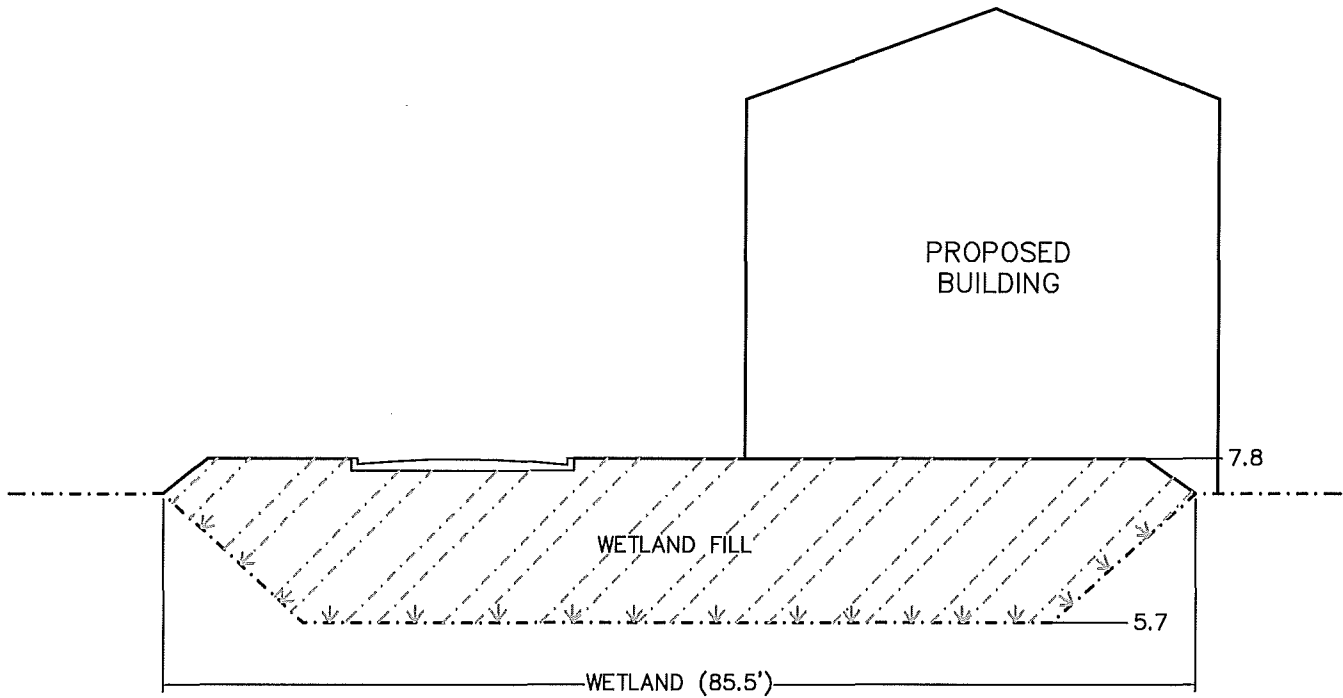 PROPOSED
BUILDING
7.8
WETLAND FILL
5.7
WETLAND (85.5')